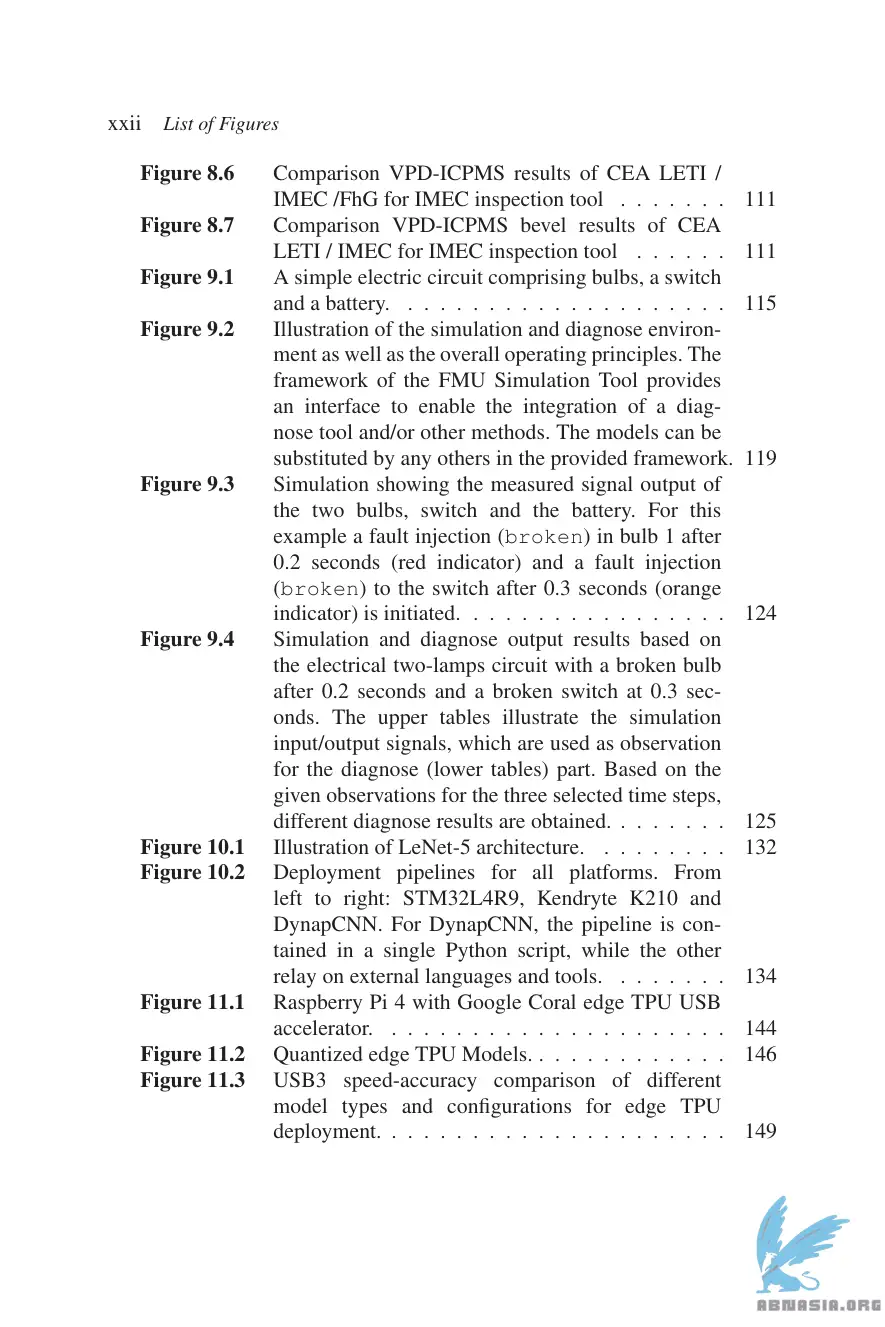 xxii List of Figures
Figure 8.6 Comparison VPD-ICPMS results of CEA LETI /
IMEC /FhG for IMEC inspection tool . . . . . . . 111
Figure 8.7 Comparison VPD-ICPMS bevel results of CEA
LETI / IMEC for IMEC inspection tool . . . . . . 111
Figure 9.1 A simple electric circuit comprising bulbs, a switch
and a battery. . . . . . . . . . . . . . . . . . . . . 115
Figure 9.2 Illustration of the simulation and diagnose environ-
ment as well as the overall operating principles. The
framework of the FMU Simulation Tool provides
an interface to enable the integration of a diag-
nose tool and/or other methods. The models can be
substituted by any others in the provided framework. 119
Figure 9.3 Simulation showing the measured signal output of
the two bulbs, switch and the battery. For this
example a fault injection (broken) in bulb 1 after
0.2 seconds (red indicator) and a fault injection
(broken) to the switch after 0.3 seconds (orange
indicator) is initiated. . . . . . . . . . . . . . . . . 124
Figure 9.4 Simulation and diagnose output results based on
the electrical two-lamps circuit with a broken bulb
after 0.2 seconds and a broken switch at 0.3 sec-
onds. The upper tables illustrate the simulation
input/output signals, which are used as observation
for the diagnose (lower tables) part. Based on the
given observations for the three selected time steps,
different diagnose results are obtained. . . . . . . . 125
Figure 10.1 Illustration of LeNet-5 architecture. . . . . . . . . 132
Figure 10.2 Deployment pipelines for all platforms. From
left to right: STM32L4R9, Kendryte K210 and
DynapCNN. For DynapCNN, the pipeline is con-
tained in a single Python script, while the other
relay on external languages and tools. . . . . . . . 134
Figure 11.1 Raspberry Pi 4 with Google Coral edge TPU USB
accelerator. . . . . . . . . . . . . . . . . . . . . . 144
Figure 11.2 Quantized edge TPU Models. . . . . . . . . . . . . 146
Figure 11.3 USB3 speed-accuracy comparison of different
model types and configurations for edge TPU
deployment. . . . . . . . . . . . . . . . . . . . . . 149
ABNASIA.ORG